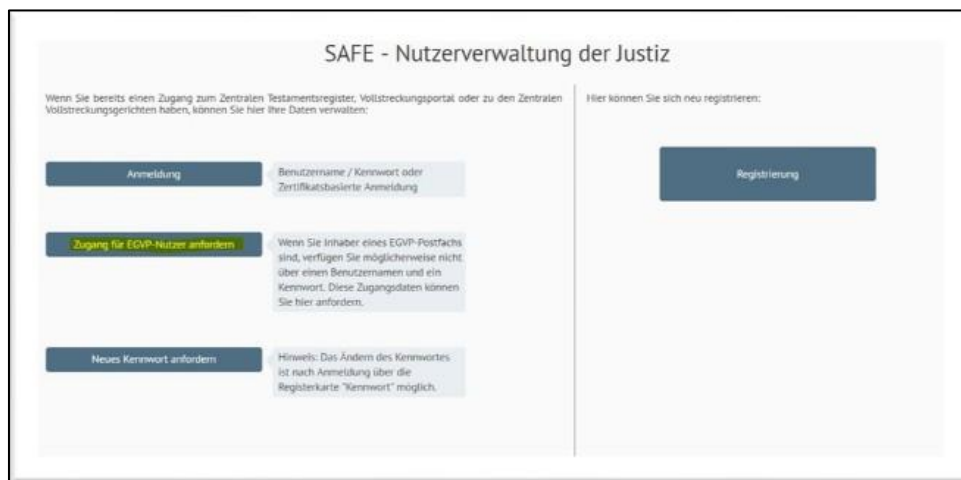 SAFE - Nutzerverwaltung der Justiz
Wenn Sie bereits einen Zugang zum Zentralen Testamentsregister, Vollstreckungsportal oder zu den Zentralen
Vollstreckungsgerichten haben, können Sie hier Ihre Daten verwalten:
Anmeldung
Benutzername / Kennwort oder
Zertifikatsbasierte Anmeldung
Zugang für EGVP-Nutzer anfordern
Wenn Sie Inhaber eines EGVP-Postfachs
sind, verfügen Sie möglicherweise nicht
über einen Benutzernamen und ein
Kennwort. Diese Zugangsdaten können
Sie hier anfordern.
Neues Kennwort anfordern
Hinweis: Das Ändern des Kennwortes
ist nach Anmeldung über die
Registerkarte "Kennwort" möglich.
Hier können Sie sich neu registrieren:
Registrierung